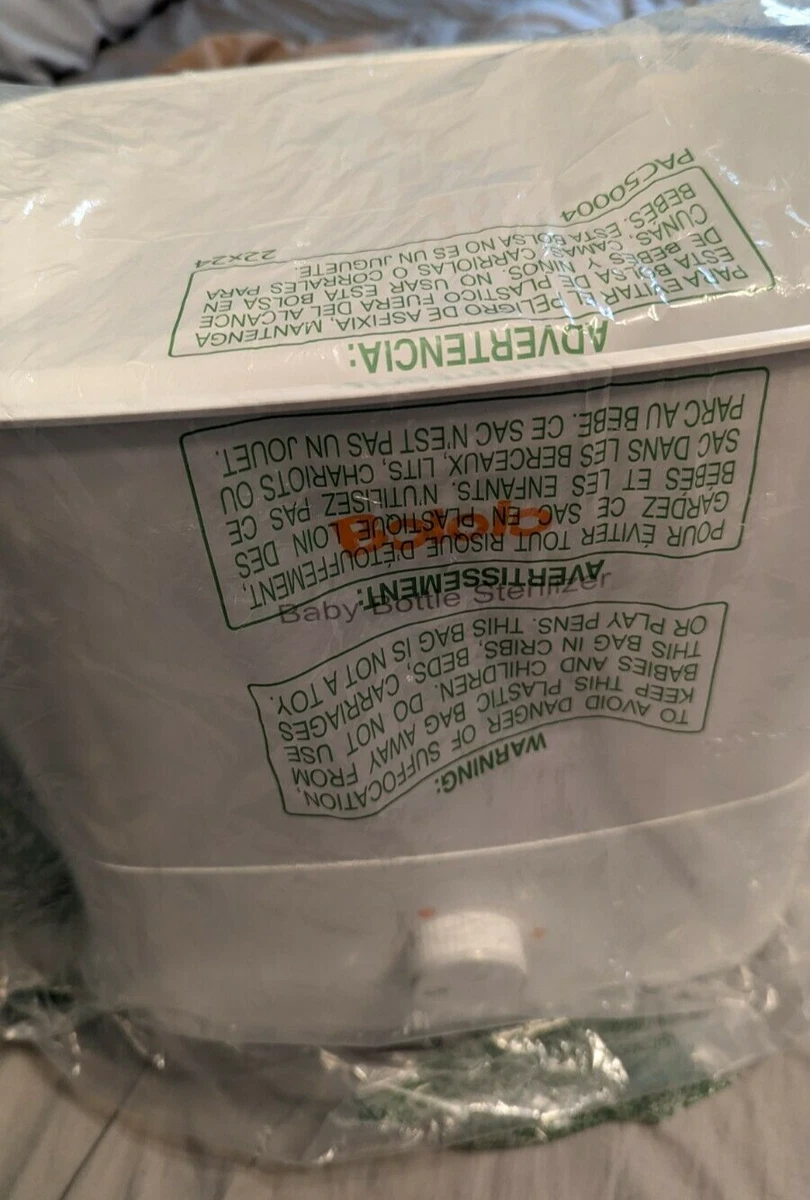 WARNING:
TO AVOID DANGER OF SUFFOCATION,
KEEP THIS PLASTIC BAG AWAY FROM
BABIES AND CHILDREN. DO NOT USE
THIS BAG IN CRIBS, BEDS, CARRIAGES
OR PLAY PENS. THIS BAG IS NOT A TOY.
AVERTISSEMENT:
POUR ÉVITER TOUT RISQUE D'ÉTOUFFEMENT,
GARDEZ CE SAC EN PLASTIQUE LOIN DES
BÉBÉS ET LES ENFANTS. N'UTILISEZ PAS CE
SAC DANS LES BERCEAUX, LITS, CHARIOTS OU
PARC AU BEBE. CE SAC N'EST PAS UN JOUET.
ADVERTENCIA:
PARA EVITAR EL PELIGRO DE ASFIXIA, MANTENGA
ESTA BOLSA DE PLASTICO FUERA DEL ALCANCE
DE BEBES Y NIÑOS. NO USAR ESTA BOLSA EN
CUNAS, CAMAS, CARRIOLAS O CORRALES PARA
BEBÉS. ESTA BOLSA NO ES UN JUGUETE.
PAC50004 22x24
Bololo
Baby Bottle Sterilizer